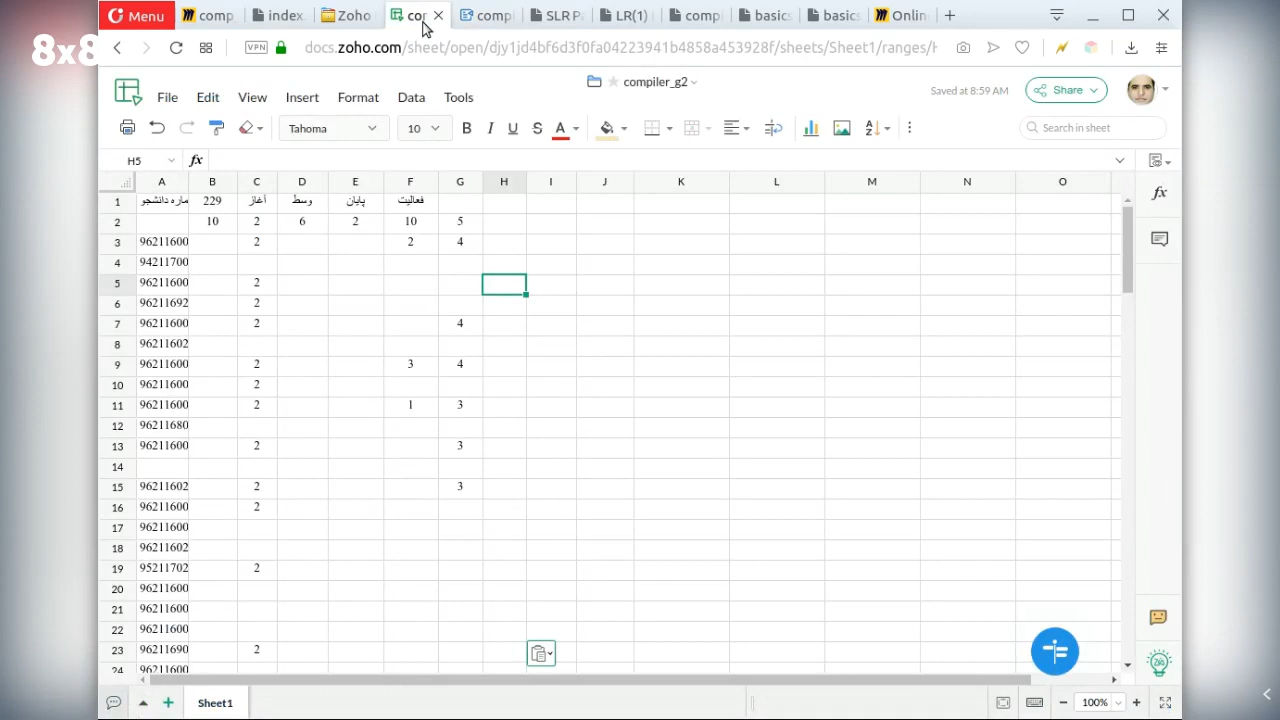 8x8
Menu
comp
index
Zoho
cor
comp
SLR P
LR(1)
comp
basics
basics
Onlin
VPN
docs.zoho.com/sheet/open/djy1jd4bf6d3f0fa04223941b4858a453928f/sheets/Sheet1/ranges/H
compiler_g2
Saved at 8:59 AM
Share
File Edit View Insert Format Data Tools
Tahoma
10
B I U S A
Search in sheet
H5
fx
A B C D E F G H I J K L M N O
1 ماره دانشجو 229 آغاز وسط پایان فعالیت
2 10 2 6 2 10 5
3 96211600 2 2 4
4 94211700
5 96211600 2
6 96211692 2
7 96211600 2 4
8 96211602
9 96211600 2 3 4
10 96211600 2
11 96211600 2 1 3
12 96211680
13 96211600 2 3
14
15 96211602 2 3
16 96211600 2
17 96211600
18 96211602
19 95211702 2
20 96211600
21 96211600
22 96211600
23 96211690 2
24 96211600
fx
Sheet1
100%